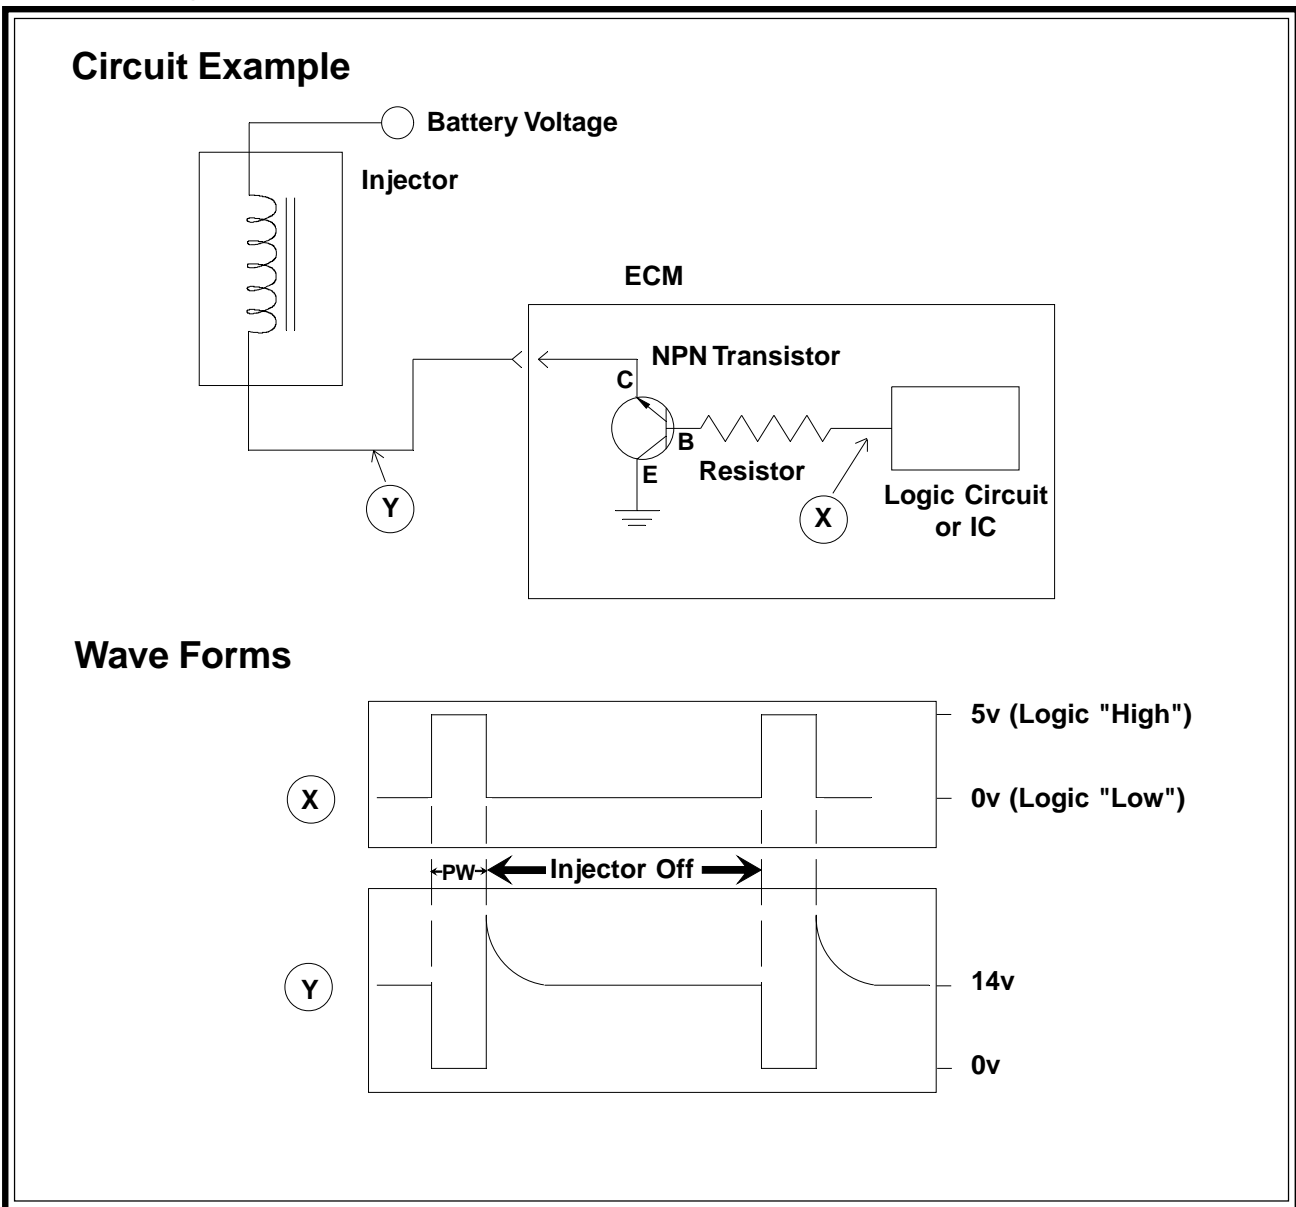 Circuit Example
Battery Voltage
Injector
ECM
NPN Transistor
C
B
E
Resistor
Logic Circuit
or IC
Y
X
Wave Forms
5v (Logic "High")
X
0v (Logic "Low")
PW
Injector Off
Y
14v
0v